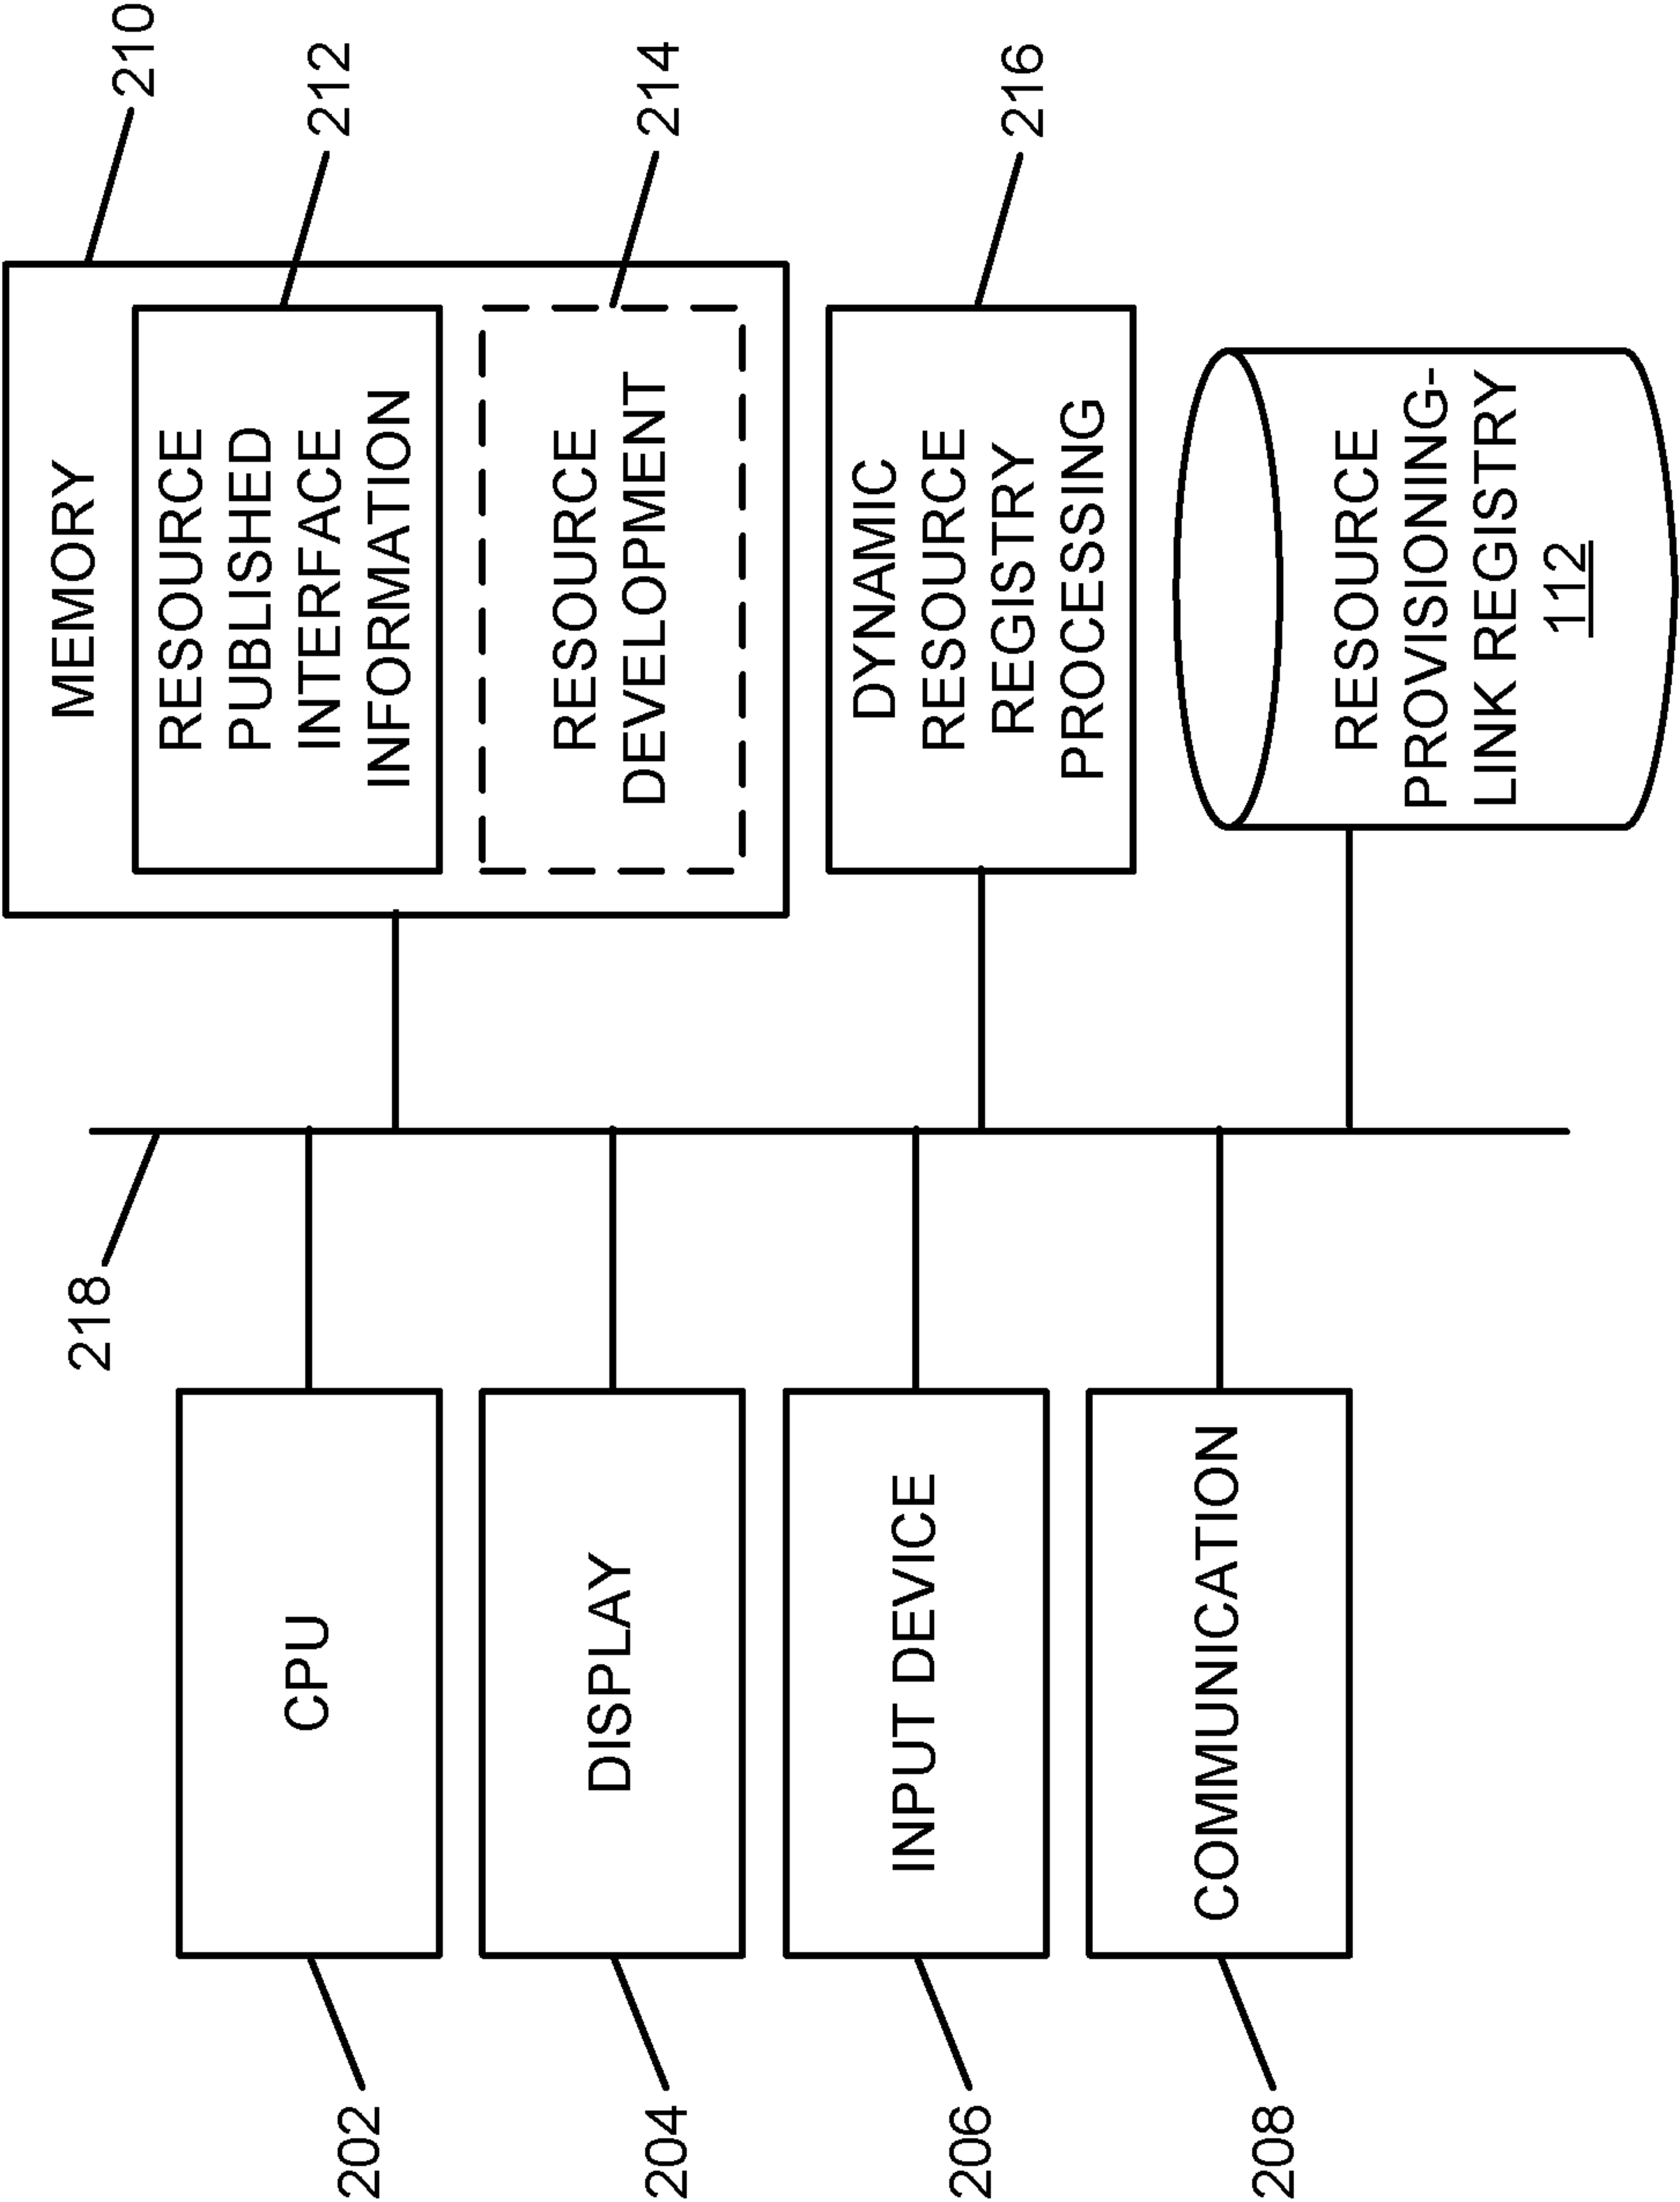 202
CPU
204
DISPLAY
206
INPUT DEVICE
208
COMMUNICATION
218
MEMORY
210
RESOURCE
PUBLISHED
INTERFACE
INFORMATION
212
RESOURCE
DEVELOPMENT
214
DYNAMIC
RESOURCE
REGISTRY
PROCESSING
216
RESOURCE
PROVISIONING-
LINK REGISTRY
112